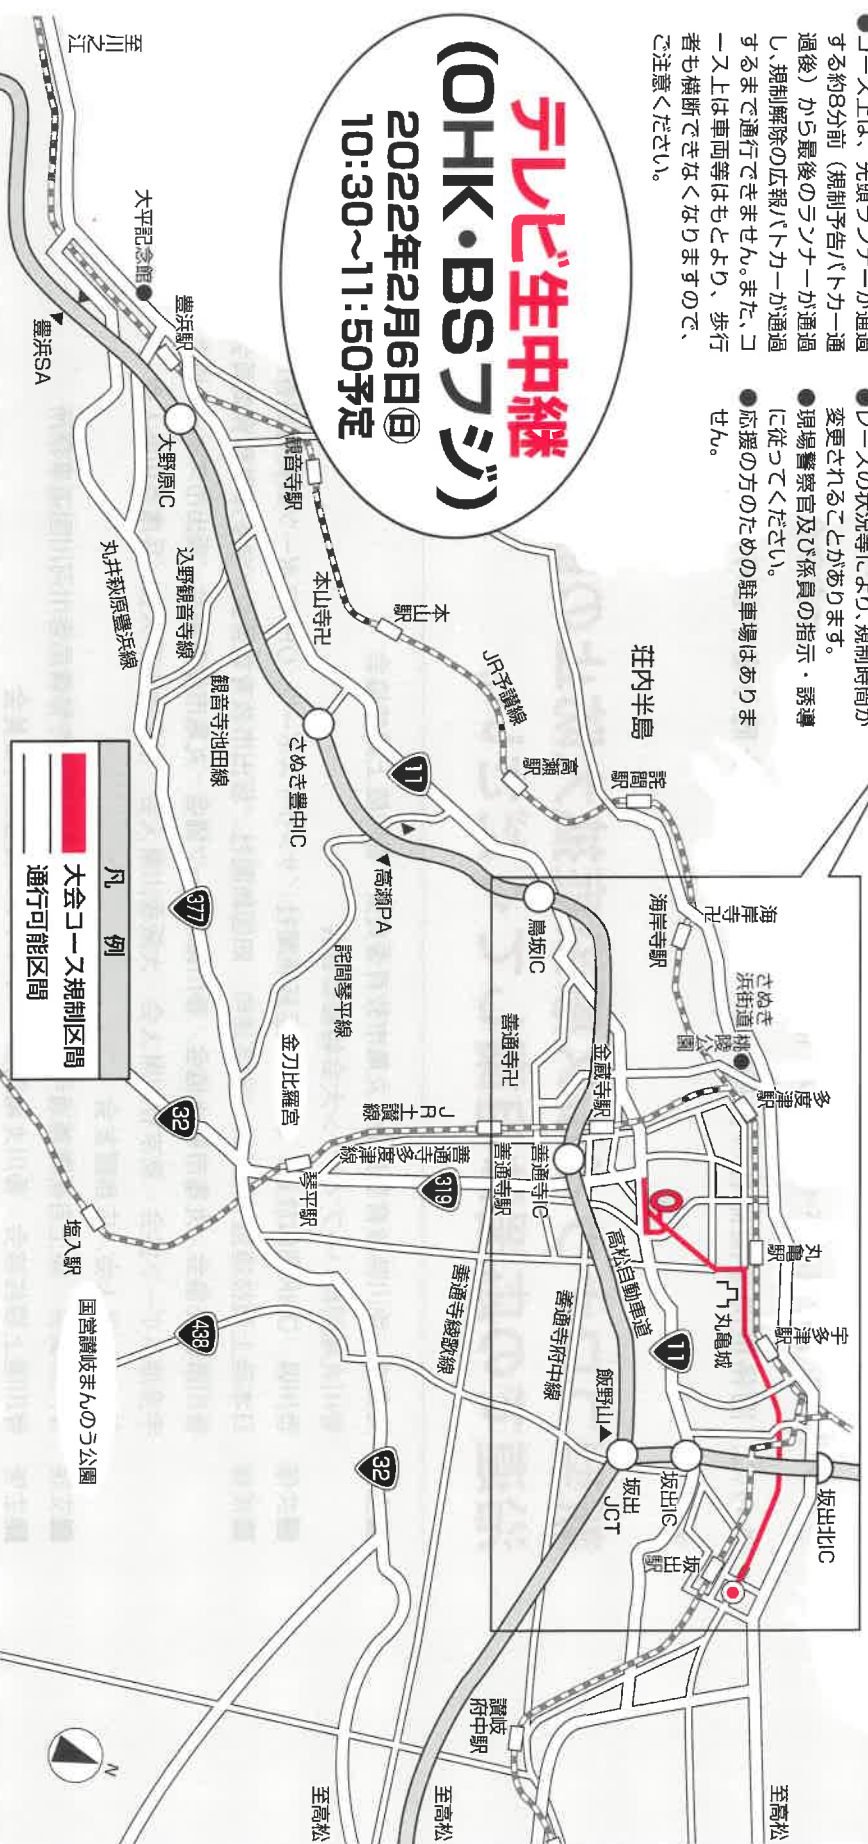 ●コース上は、先頭ランナーが通過
する約8分前（規制予告パトカー通
過後）から最後のランナーが通過
し、規制解除の広報パトカーが通過
するまで通行できません。また、コ
ース上は車両等はもとより、歩行
者も横断できなくなりますので、
ご注意ください。
●レースの状況等により、規制時間が
変更されることがあります。
●現場警察官及び係員の指示・誘導
に従ってください。
●応援の方のための駐車場はありま
せん。
テレビ生中継
(OHK・BSフジ)
2022年2月6日㊐
10:30~11:50予定
至川之江
大平記念館
豊浜SA
豊浜駅
大野原IC
観音寺駅
丸井萩原豊浜線
込野観音寺線
本山寺卍
本山駅
観音寺池田線
さぬき豊中IC
JR予讃線
高瀬駅
荘内半島
詫間駅
11
高瀬PA
377
詫間琴平線
鳥坂IC
海岸寺卍
海岸寺駅
さぬき浜街道
桃陵公園
多度津駅
善通寺卍
金蔵寺駅
金刀比羅宮
JR土讃線
善通寺多度津線
善通寺駅
善通寺IC
32
琴平駅
319
塩入駅
高松自動車道
丸亀駅
丸亀城
宇多津駅
善通寺府中線
善通寺綾歌線
438
国営讃岐まんのう公園
11
飯野山
32
坂出JCT
坂出IC
坂出北IC
坂出駅
讃岐府中駅
至高松
至高松
至高松
N
凡例
大会コース規制区間
通行可能区間